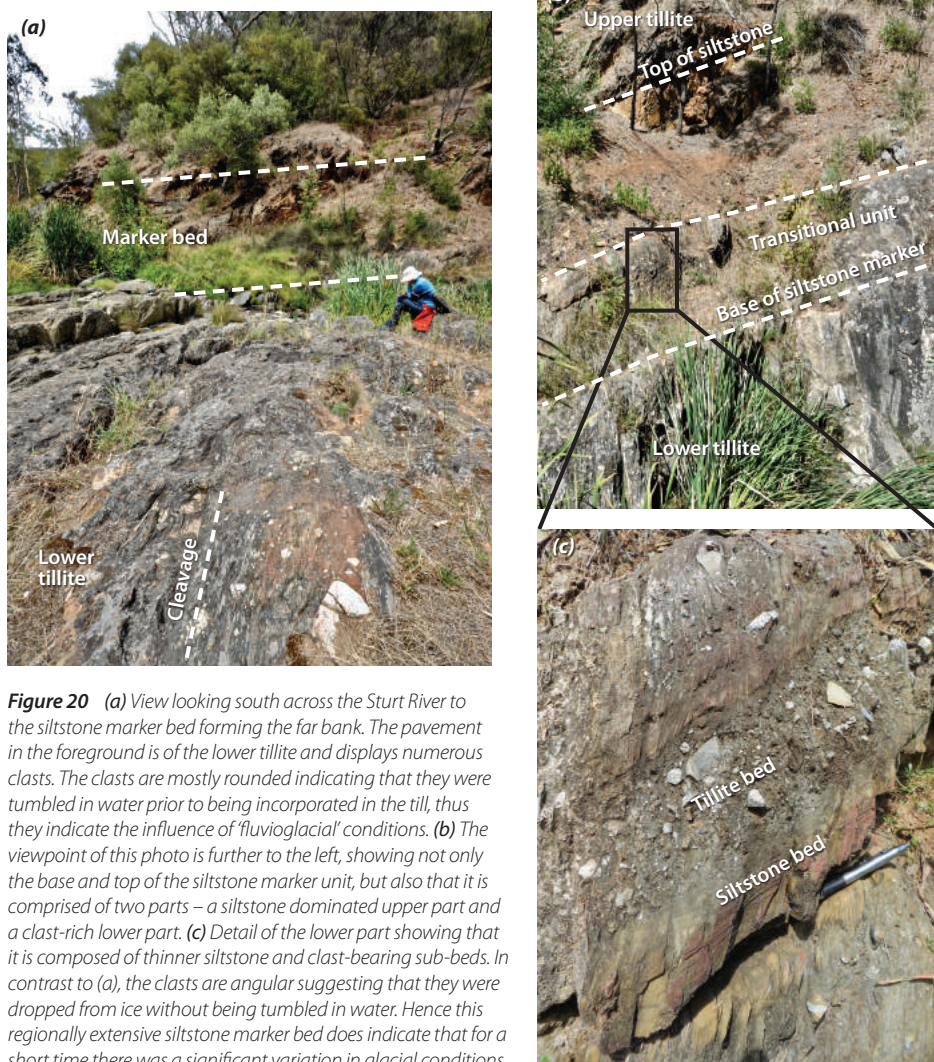 (a)
Marker bed
Lower
tillite
Cleavage
Upper tillite
Top of siltstone
Transitional unit
Base of siltstone marker
Lower tillite
(c)
Tillite bed
Siltstone bed
Figure 20 (a) View looking south across the Sturt River to
the siltstone marker bed forming the far bank. The pavement
in the foreground is of the lower tillite and displays numerous
clasts. The clasts are mostly rounded indicating that they were
tumbled in water prior to being incorporated in the till, thus
they indicate the influence of ‘fluvioglacial’ conditions. (b) The
viewpoint of this photo is further to the left, showing not only
the base and top of the siltstone marker unit, but also that it is
comprised of two parts – a siltstone dominated upper part and
a clast-rich lower part. (c) Detail of the lower part showing that
it is composed of thinner siltstone and clast-bearing sub-beds. In
contrast to (a), the clasts are angular suggesting that they were
dropped from ice without being tumbled in water. Hence this
regionally extensive siltstone marker bed does indicate that for a
short time there was a significant variation in glacial conditions